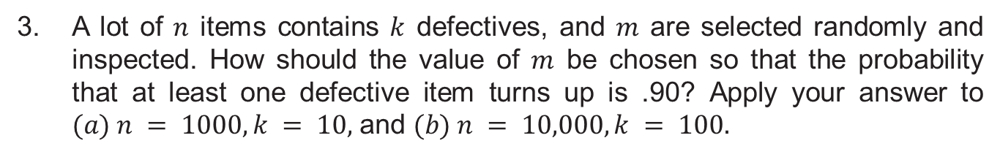 3. A lot of n items contains k defectives, and m are selected randomly and
inspected. How should the value of m be chosen so that the probability
that at least one defective item turns up is .90? Apply your answer to
(a) n = 1000, k = 10, and (b) n = 10,000, k = 100.